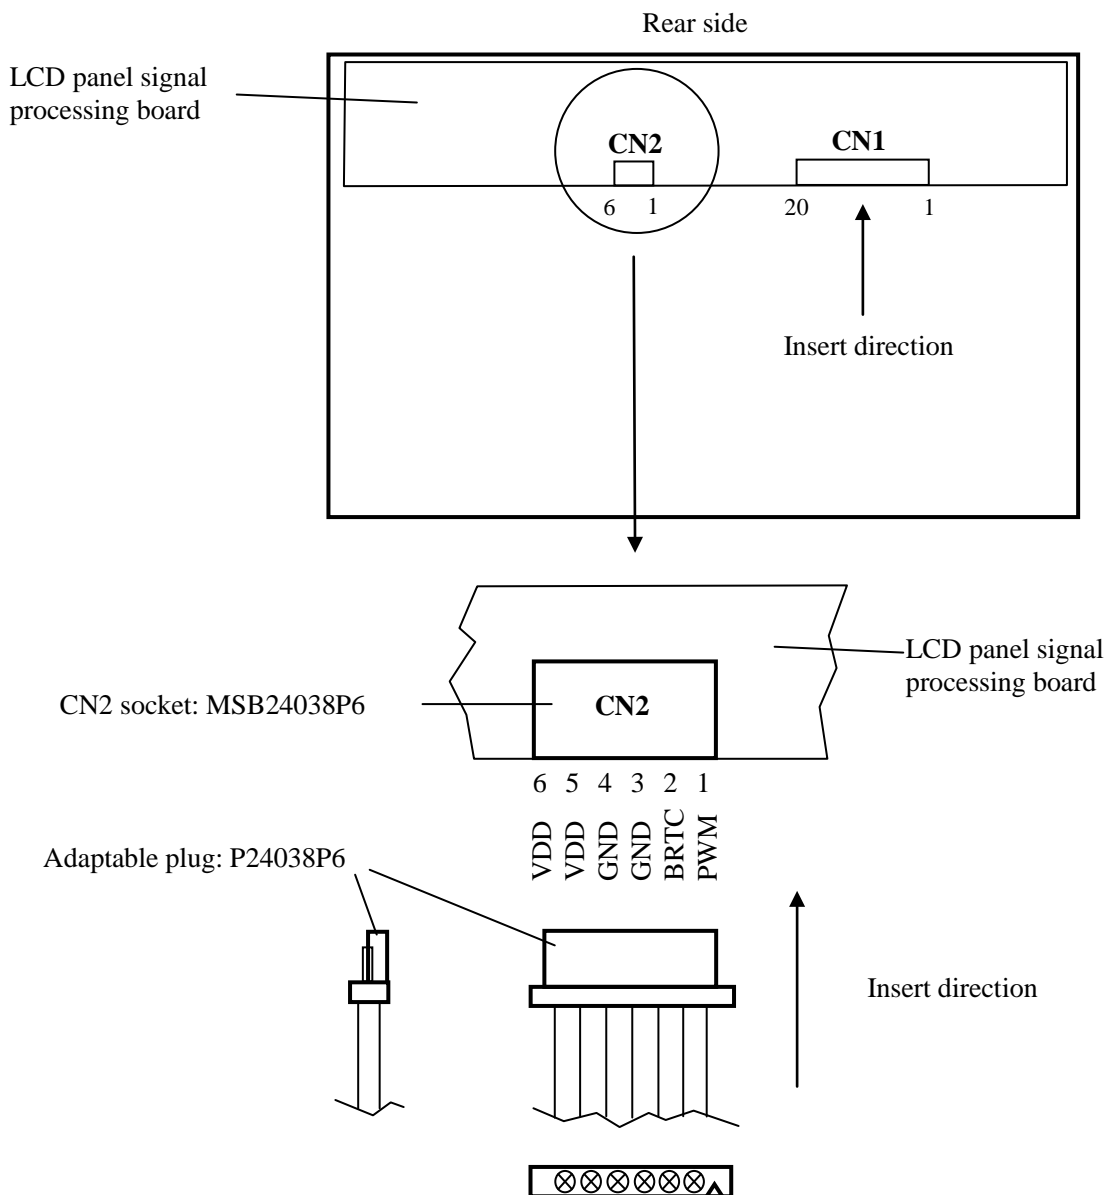 Rear side
LCD panel signal
processing board
CN2
CN1
6 1
20 1
Insert direction
LCD panel signal
processing board
CN2 socket: MSB24038P6
CN2
6 5 4 3 2 1
VDD VDD GND GND BRTC PWM
Adaptable plug: P24038P6
Insert direction